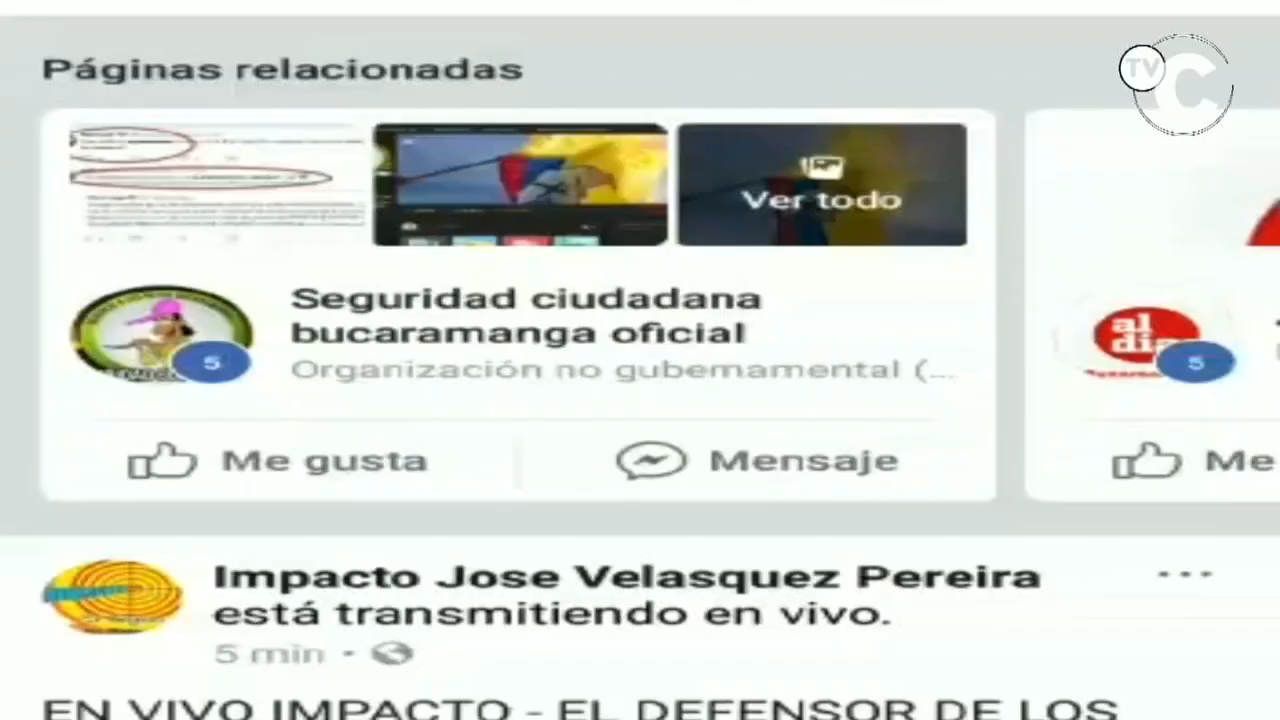 Páginas relacionadas
TV C
Ver todo
Seguridad ciudadana
bucaramanga oficial
Organización no gubernamental (...
5
al
día
5
Me gusta
Mensaje
Me
Impacto Jose Velasquez Pereira
está transmitiendo en vivo.
5 min
EN VIVO IMPACTO - EL DEFENSOR DE LOS